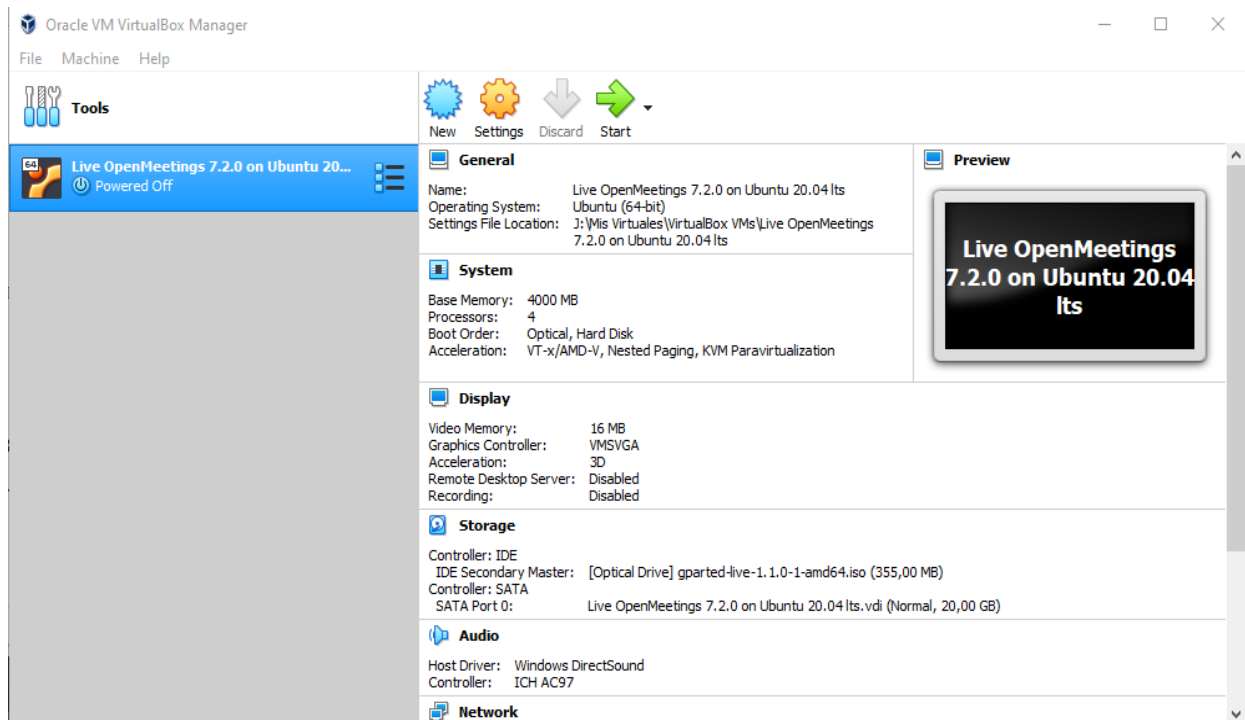 Oracle VM VirtualBox Manager
File Machine Help
Tools
New Settings Discard Start
64
Live OpenMeetings 7.2.0 on Ubuntu 20...
Powered Off
General
Name: Live OpenMeetings 7.2.0 on Ubuntu 20.04 lts
Operating System: Ubuntu (64-bit)
Settings File Location: J:\Mis Virtuales\VirtualBox VMs\Live OpenMeetings
7.2.0 on Ubuntu 20.04 lts
System
Base Memory: 4000 MB
Processors: 4
Boot Order: Optical, Hard Disk
Acceleration: VT-x/AMD-V, Nested Paging, KVM Paravirtualization
Preview
Live OpenMeetings
7.2.0 on Ubuntu 20.04
lts
Display
Video Memory: 16 MB
Graphics Controller: VMSVGA
Acceleration: 3D
Remote Desktop Server: Disabled
Recording: Disabled
Storage
Controller: IDE
IDE Secondary Master: [Optical Drive] gparted-live-1.1.0-1-amd64.iso (355,00 MB)
Controller: SATA
SATA Port 0: Live OpenMeetings 7.2.0 on Ubuntu 20.04 lts.vdi (Normal, 20,00 GB)
Audio
Host Driver: Windows DirectSound
Controller: ICH AC97
Network